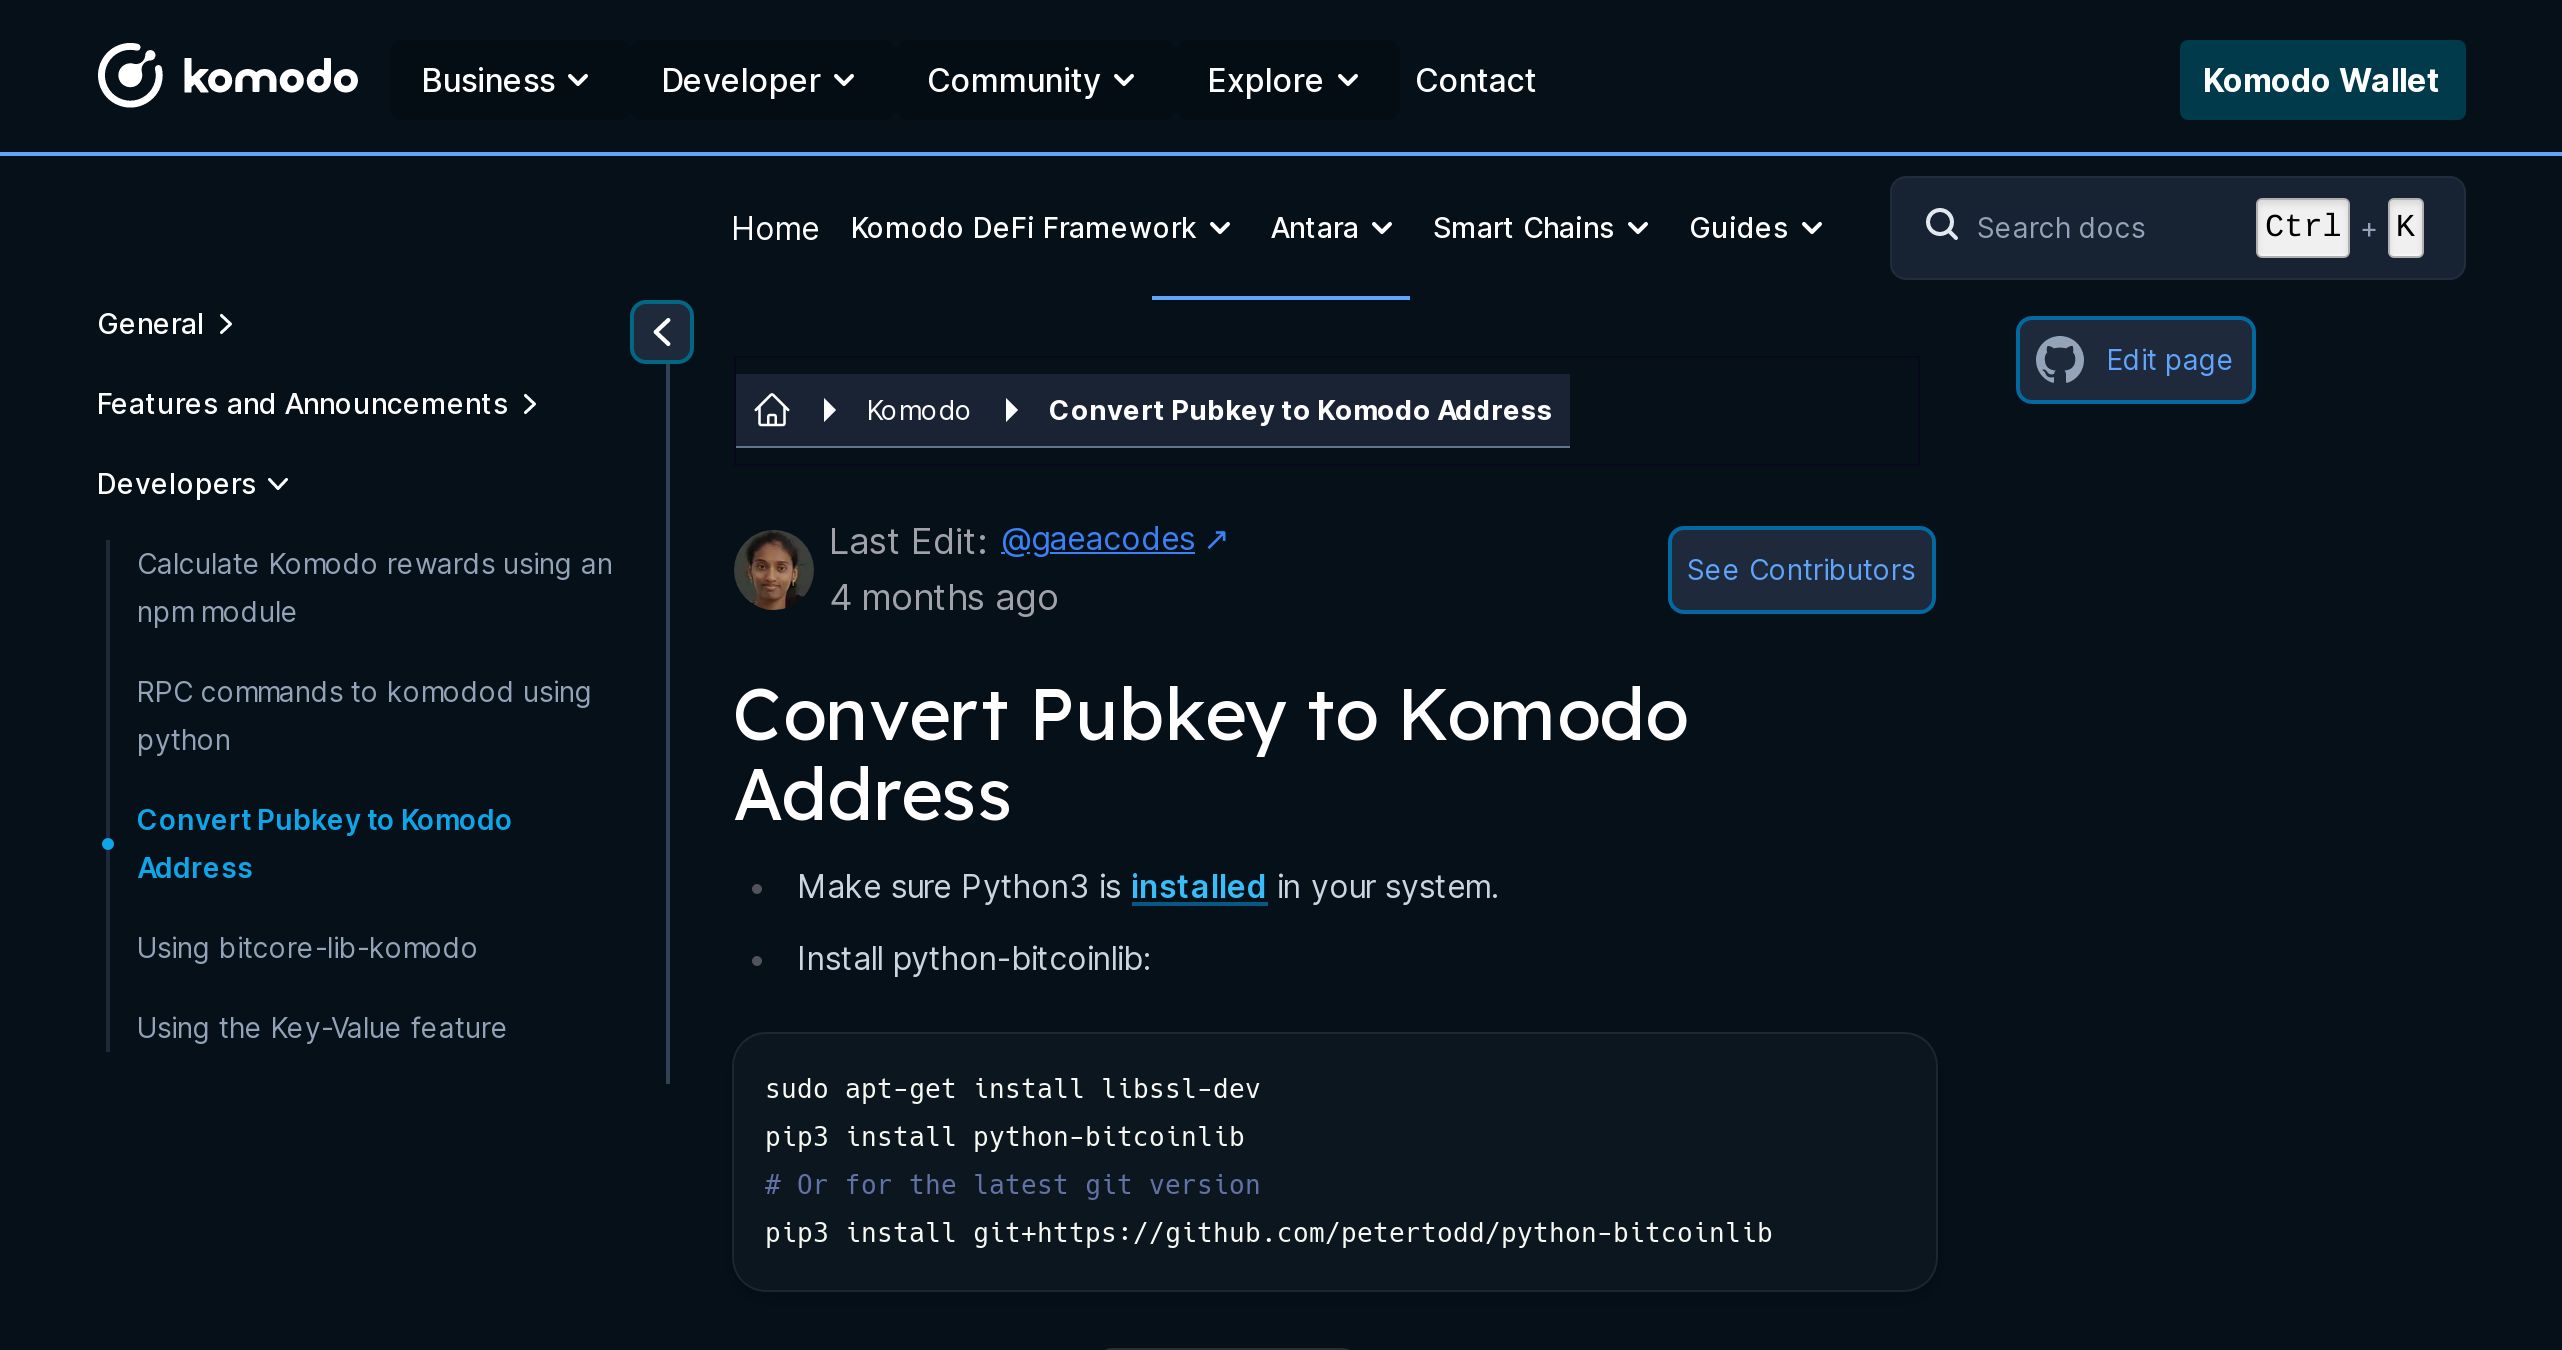 komodo Business Developer Community Explore Contact Komodo Wallet
Home Komodo DeFi Framework Antara Smart Chains Guides Search docs Ctrl + K
General
Features and Announcements
Developers
Calculate Komodo rewards using an
npm module
RPC commands to komodod using
python
Convert Pubkey to Komodo
Address
Using bitcore-lib-komodo
Using the Key-Value feature
Komodo Convert Pubkey to Komodo Address
Edit page
Last Edit: @gaeacodes ↗
4 months ago
See Contributors
Convert Pubkey to Komodo
Address
Make sure Python3 is installed in your system.
Install python-bitcoinlib:
sudo apt-get install libssl-dev
pip3 install python-bitcoinlib
# Or for the latest git version
pip3 install git+https://github.com/petertodd/python-bitcoinlib